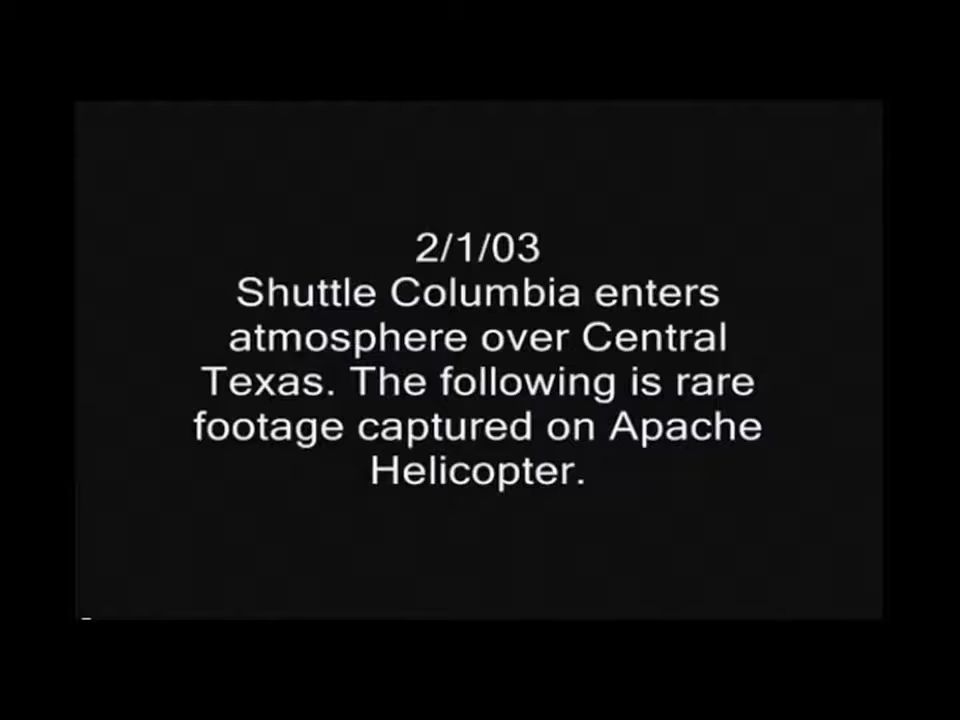 2/1/03
Shuttle Columbia enters
atmosphere over Central
Texas. The following is rare
footage captured on Apache
Helicopter.